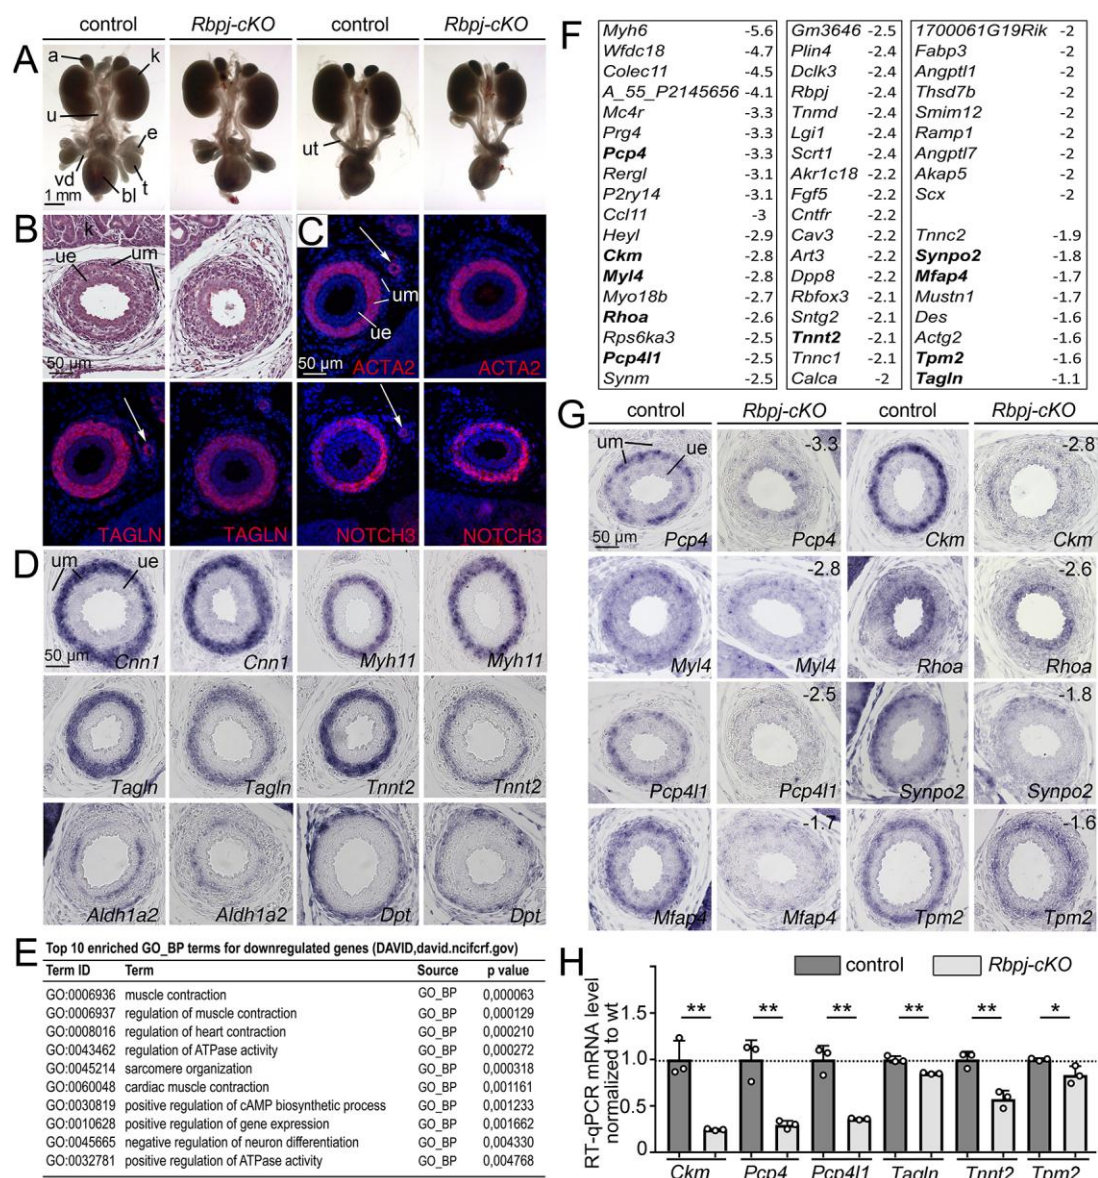 control Rbpj-cKO control Rbpj-cKO
A
a
k
u
e
ut
vd
t
bl
1 mm
B
k
ue
um
50 µm
C
um
ue
50 µm
ACTA2
ACTA2
TAGLN
TAGLN
NOTCH3
NOTCH3
D
um
ue
50 µm
Cnn1
Cnn1
Myh11
Myh11
Tagln
Tagln
Tnnt2
Tnnt2
Aldh1a2
Aldh1a2
Dpt
Dpt
E
Top 10 enriched GO_BP terms for downregulated genes (DAVID,david.ncifcrf.gov)
Term ID Term Source p value
GO:0006936 muscle contraction GO_BP 0,000063
GO:0006937 regulation of muscle contraction GO_BP 0,000129
GO:0008016 regulation of heart contraction GO_BP 0,000210
GO:0043462 regulation of ATPase activity GO_BP 0,000272
GO:0045214 sarcomere organization GO_BP 0,000318
GO:0060048 cardiac muscle contraction GO_BP 0,001161
GO:0030819 positive regulation of cAMP biosynthetic process GO_BP 0,001233
GO:0010628 positive regulation of gene expression GO_BP 0,001662
GO:0045665 negative regulation of neuron differentiation GO_BP 0,004330
GO:0032781 positive regulation of ATPase activity GO_BP 0,004768
F
Myh6 -5.6
Wfdc18 -4.7
Colec11 -4.5
A_55_P2145656 -4.1
Mc4r -3.3
Prg4 -3.3
Pcp4 -3.3
Rergl -3.1
P2ry14 -3.1
Ccl11 -3
Heyl -2.9
Ckm -2.8
Myl4 -2.8
Myo18b -2.7
Rhoa -2.6
Rps6ka3 -2.5
Pcp4l1 -2.5
Synm -2.5
Gm3646 -2.5
Plin4 -2.4
Dclk3 -2.4
Rbpj -2.4
Tnmd -2.4
Lgi1 -2.4
Scrt1 -2.4
Akr1c18 -2.2
Fgf5 -2.2
Cntfr -2.2
Cav3 -2.2
Art3 -2.2
Dpp8 -2.2
Rbfox3 -2.1
Sntg2 -2.1
Tnnt2 -2.1
Tnnc1 -2.1
Calca -2
1700061G19Rik -2
Fabp3 -2
Angptl1 -2
Thsd7b -2
Smim12 -2
Ramp1 -2
Angptl7 -2
Akap5 -2
Scx -2
Tnnc2 -1.9
Synpo2 -1.8
Mfap4 -1.7
Mustn1 -1.7
Des -1.6
Actg2 -1.6
Tpm2 -1.6
Tagln -1.1
G
control Rbpj-cKO control Rbpj-cKO
um
ue
50 µm
Pcp4
-3.3
Pcp4
Ckm
-2.8
Ckm
Myl4
-2.8
Myl4
Rhoa
-2.6
Rhoa
Pcp4l1
-2.5
Pcp4l1
Synpo2
-1.8
Synpo2
Mfap4
-1.7
Mfap4
Tpm2
-1.6
Tpm2
H
control Rbpj-cKO
RT-qPCR mRNA level
normalized to wt
1.5
1.0
0.5
0
** ** ** ** ** *
Ckm Pcp4 Pcp4l1 Tagln Tnnt2 Tpm2